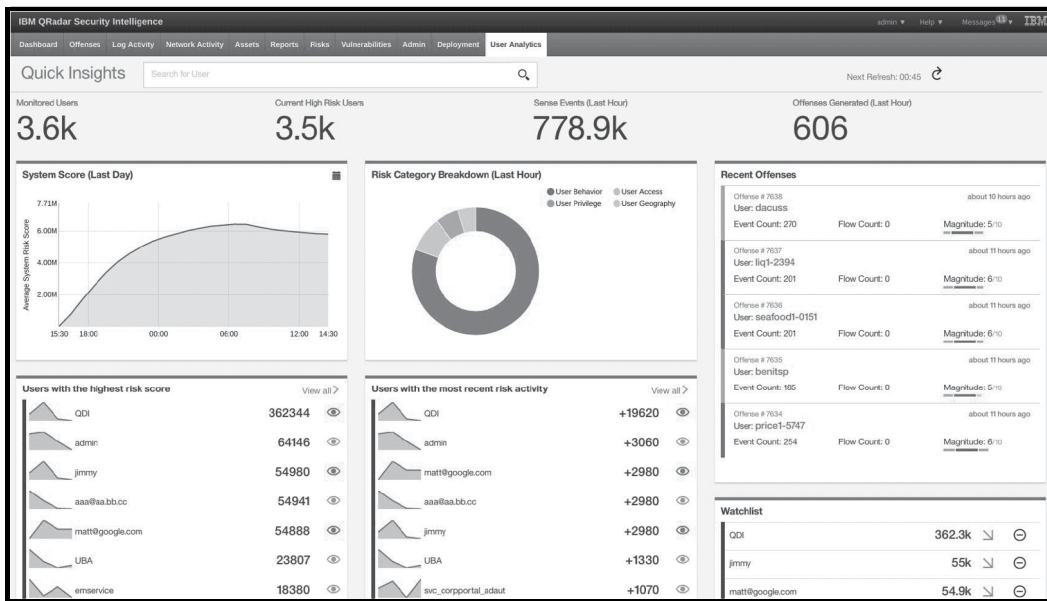 IBM QRadar Security Intelligence
admin ▼ Help ▼ Messages 11 ▼ IBM
Dashboard Offenses Log Activity Network Activity Assets Reports Risks Vulnerabilities Admin Deployment User Analytics
Quick Insights Search for User Next Refresh: 00:45
Monitored Users Current High Risk Users Sense Events (Last Hour) Offenses Generated (Last Hour)
3.6k 3.5k 778.9k 606
System Score (Last Day)
7.71M
6.00M
4.00M
2.00M
Average System Risk Score
15:30 18:00 00:00 06:00 12:00 14:30
Risk Category Breakdown (Last Hour)
User Behavior User Access
User Privilege User Geography
Recent Offenses
Offense # 7638 about 10 hours ago
User: dacuss
Event Count: 270 Flow Count: 0 Magnitude: 5/10
Offense # 7637 about 11 hours ago
User: liq1-2394
Event Count: 201 Flow Count: 0 Magnitude: 6/10
Offense # 7636 about 11 hours ago
User: seafood1-0151
Event Count: 201 Flow Count: 0 Magnitude: 6/10
Offense # 7635 about 11 hours ago
User: benitsp
Event Count: 165 Flow Count: 0 Magnitude: 5/10
Offense # 7634 about 11 hours ago
User: price1-5747
Event Count: 254 Flow Count: 0 Magnitude: 6/10
Users with the highest risk score View all >
QDI 362344
admin 64146
jimmy 54980
aaa@aa.bb.cc 54941
matt@google.com 54888
UBA 23807
emservice 18380
Users with the most recent risk activity View all >
QDI +19620
admin +3060
matt@google.com +2980
aaa@aa.bb.cc +2980
jimmy +2980
UBA +1330
svc_corpportal_adaut +1070
Watchlist
QDI 362.3k
jimmy 55k
matt@google.com 54.9k